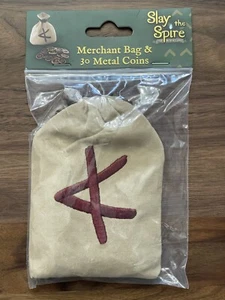 Slay
the
Spire
Merchant Bag &
30 Metal Coins